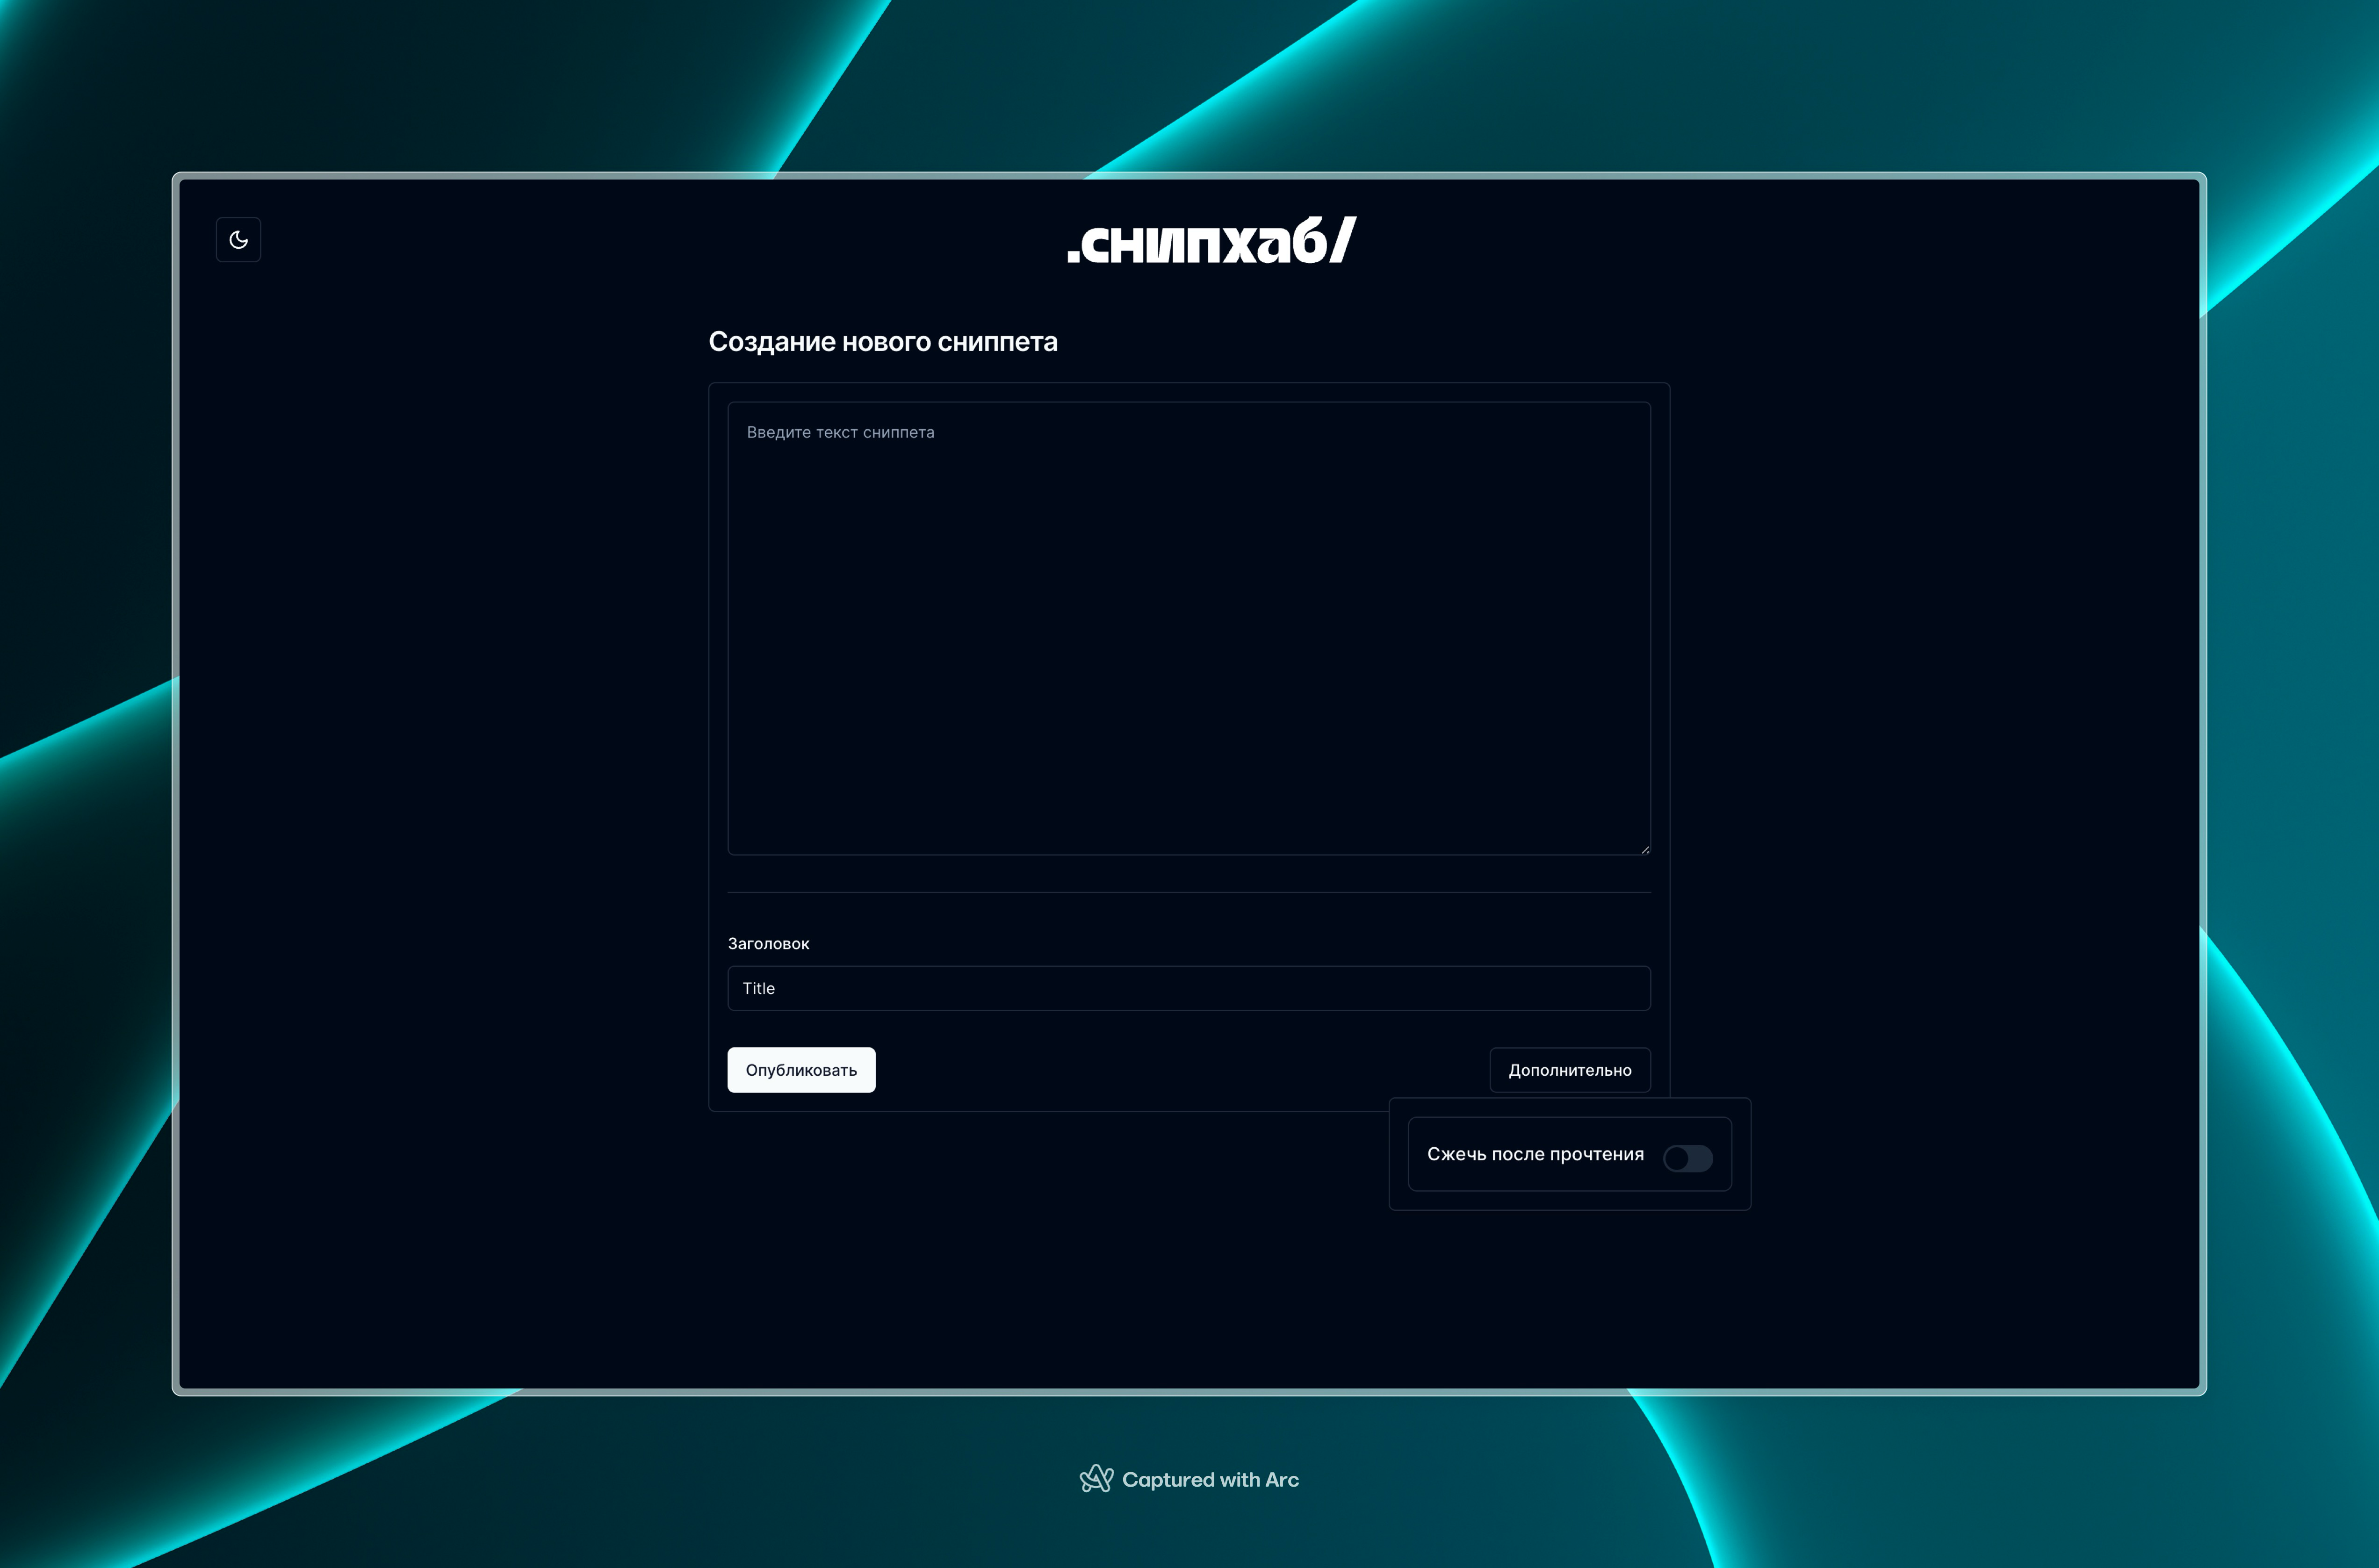 .снипхаб/
Создание нового сниппета
Введите текст сниппета
Заголовок
Title
Опубликовать
Дополнительно
Сжечь после прочтения
Captured with Arc